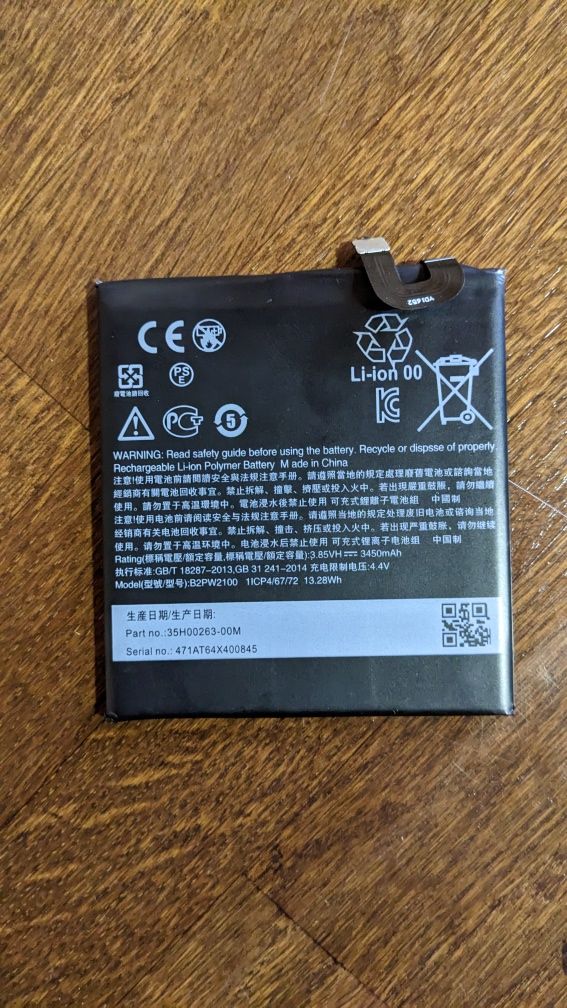 YD1652
CE
Li-ion 00
廢電池請回收
PS
E
5
WARNING: Read safety guide before using the battery. Recycle or dispsse of properly.
Rechargeable Li-ion Polymer Battery M ade in China
注意!使用電池前請閱讀安全與法規注意手冊。請遵照當地的規定處理廢舊電池或諮詢當地
經銷商有關電池回收事宜。禁止拆解、撞擊、擠壓或投入火中。若出現嚴重鼓脹,請勿繼續
使用。請勿置于高溫環境中。電池浸水後禁止使用 可充式鋰離子電池組 中國制
注意!使用电池前请阅读安全与法规注意手册。请遵照当地的规定处理废旧电池或咨询当地
经销商有关电池回收事宜。禁止拆解、撞击、挤压或投入火中。若出现严重鼓胀、请勿继续
使用。请勿置于高温环境中。电池浸水后禁止使用 可充式锂离子电池组 中国制
Rating(標稱電壓/額定容量,标称电压/额定容量):3.85VH⎓3450mAh
执行标准:GB/T 18287-2013,GB 31 241-2014 充电限制电压:4.4V
Model(型號/型号):B2PW2100 1ICP4/67/72 13.28Wh
生産日期/生产日期:
Part no.:35H00263-00M
Serial no.: 471AT64X400845